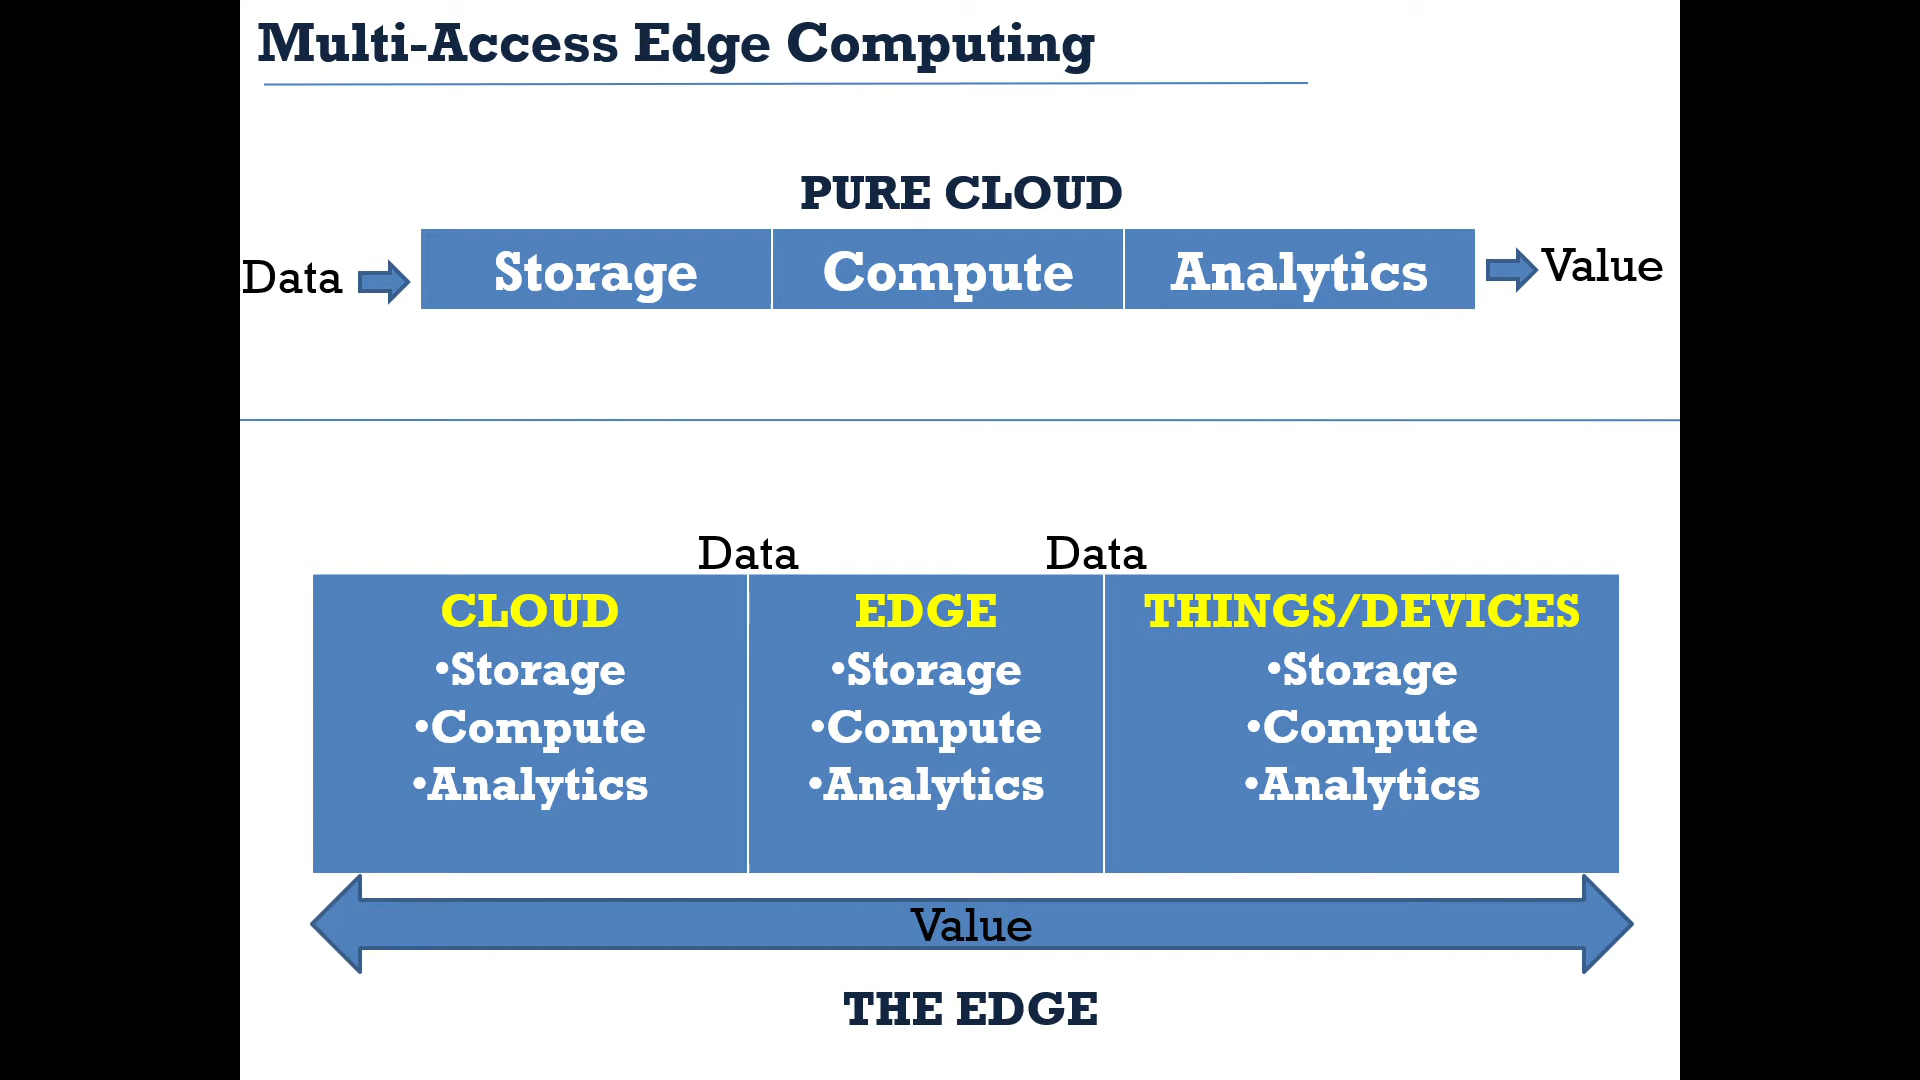 Multi-Access Edge Computing
PURE CLOUD
Data
Storage
Compute
Analytics
Value
Data
Data
CLOUD
•Storage
•Compute
•Analytics
EDGE
•Storage
•Compute
•Analytics
THINGS/DEVICES
•Storage
•Compute
•Analytics
Value
THE EDGE